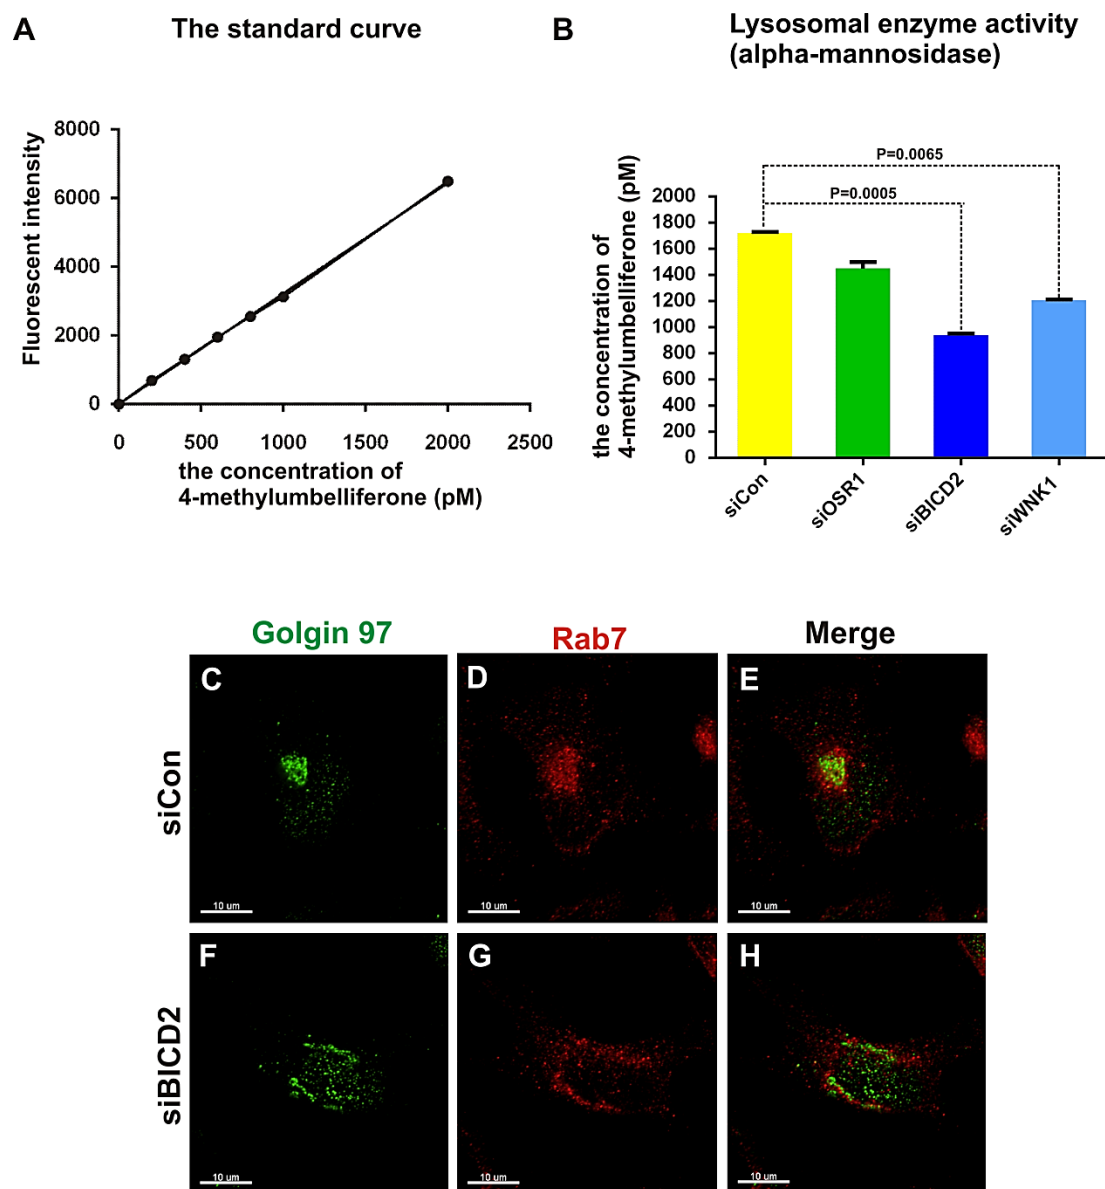 A
The standard curve
Fluorescent intensity
8000
6000
4000
2000
0
0
500
1000
1500
2000
2500
the concentration of
4-methylumbelliferone (pM)
B
Lysosomal enzyme activity
(alpha-mannosidase)
the concentration of
4-methylumbelliferone (pM)
P=0.0065
P=0.0005
2000
1800
1600
1400
1200
1000
800
600
400
200
0
siCon
siOSR1
siBICD2
siWNK1
Golgin 97
Rab7
Merge
siCon
C
D
E
10 um
10 um
10 um
siBICD2
F
G
H
10 um
10 um
10 um